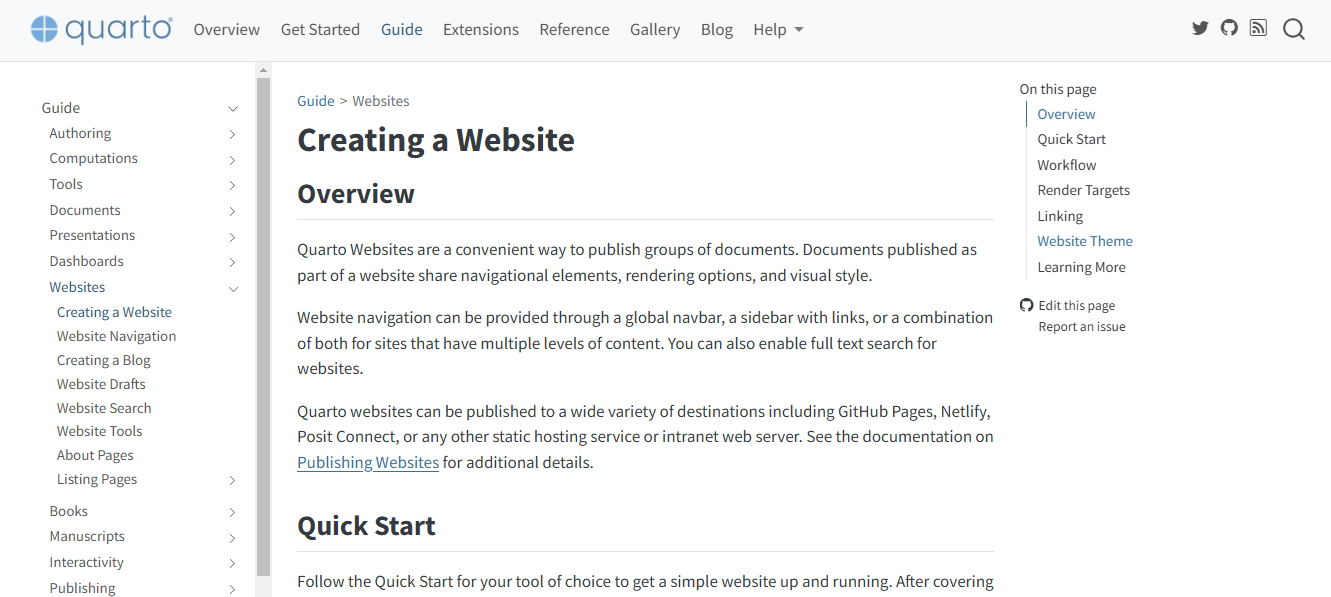 quarto®
Overview
Get Started
Guide
Extensions
Reference
Gallery
Blog
Help
Guide
Authoring
Computations
Tools
Documents
Presentations
Dashboards
Websites
Creating a Website
Website Navigation
Creating a Blog
Website Drafts
Website Search
Website Tools
About Pages
Listing Pages
Books
Manuscripts
Interactivity
Publishing
Guide > Websites
Creating a Website
Overview
Quarto Websites are a convenient way to publish groups of documents. Documents published as
part of a website share navigational elements, rendering options, and visual style.
Website navigation can be provided through a global navbar, a sidebar with links, or a combination
of both for sites that have multiple levels of content. You can also enable full text search for
websites.
Quarto websites can be published to a wide variety of destinations including GitHub Pages, Netlify,
Posit Connect, or any other static hosting service or intranet web server. See the documentation on
Publishing Websites for additional details.
Quick Start
Follow the Quick Start for your tool of choice to get a simple website up and running. After covering
On this page
Overview
Quick Start
Workflow
Render Targets
Linking
Website Theme
Learning More
Edit this page
Report an issue